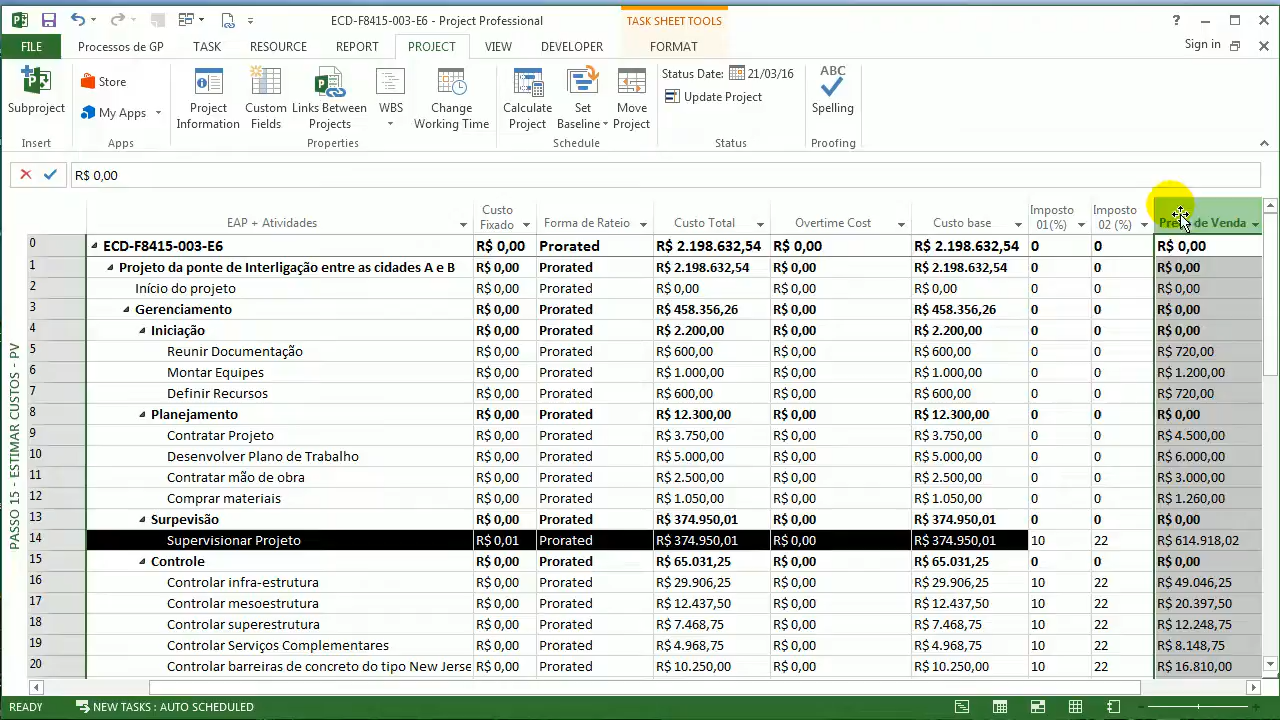 ECD-F8415-003-E6 - Project Professional
TASK SHEET TOOLS
FILE Processos de GP TASK RESOURCE REPORT PROJECT VIEW DEVELOPER FORMAT Sign in
Subproject
Store
My Apps
Project Information
Custom Fields
Links Between Projects
WBS
Change Working Time
Calculate Project
Set Baseline
Move Project
Status Date: 21/03/16
Update Project
ABC
Spelling
Insert Apps Properties Schedule Status Proofing
R$ 0,00
EAP + Atividades Custo Fixado Forma de Rateio Custo Total Overtime Cost Custo base Imposto 01(%) Imposto 02 (%) de Venda
0 ECD-F8415-003-E6 R$ 0,00 Prorated R$ 2.198.632,54 R$ 0,00 R$ 2.198.632,54 0 0 R$ 0,00
1 Projeto da ponte de Interligação entre as cidades A e B R$ 0,00 Prorated R$ 2.198.632,54 R$ 0,00 R$ 2.198.632,54 0 0 R$ 0,00
2 Início do projeto R$ 0,00 Prorated R$ 0,00 R$ 0,00 R$ 0,00 0 0 R$ 0,00
3 Gerenciamento R$ 0,00 Prorated R$ 458.356,26 R$ 0,00 R$ 458.356,26 0 0 R$ 0,00
4 Iniciação R$ 0,00 Prorated R$ 2.200,00 R$ 0,00 R$ 2.200,00 0 0 R$ 0,00
5 Reunir Documentação R$ 0,00 Prorated R$ 600,00 R$ 0,00 R$ 600,00 0 0 R$ 720,00
6 Montar Equipes R$ 0,00 Prorated R$ 1.000,00 R$ 0,00 R$ 1.000,00 0 0 R$ 1.200,00
7 Definir Recursos R$ 0,00 Prorated R$ 600,00 R$ 0,00 R$ 600,00 0 0 R$ 720,00
8 Planejamento R$ 0,00 Prorated R$ 12.300,00 R$ 0,00 R$ 12.300,00 0 0 R$ 0,00
9 Contratar Projeto R$ 0,00 Prorated R$ 3.750,00 R$ 0,00 R$ 3.750,00 0 0 R$ 4.500,00
10 Desenvolver Plano de Trabalho R$ 0,00 Prorated R$ 5.000,00 R$ 0,00 R$ 5.000,00 0 0 R$ 6.000,00
11 Contratar mão de obra R$ 0,00 Prorated R$ 2.500,00 R$ 0,00 R$ 2.500,00 0 0 R$ 3.000,00
12 Comprar materiais R$ 0,00 Prorated R$ 1.050,00 R$ 0,00 R$ 1.050,00 0 0 R$ 1.260,00
13 Surpevisão R$ 0,00 Prorated R$ 374.950,01 R$ 0,00 R$ 374.950,01 0 0 R$ 0,00
14 Supervisionar Projeto R$ 0,01 Prorated R$ 374.950,01 R$ 0,00 R$ 374.950,01 10 22 R$ 614.918,02
15 Controle R$ 0,00 Prorated R$ 65.031,25 R$ 0,00 R$ 65.031,25 0 0 R$ 0,00
16 Controlar infra-estrutura R$ 0,00 Prorated R$ 29.906,25 R$ 0,00 R$ 29.906,25 10 22 R$ 49.046,25
17 Controlar mesoestrutura R$ 0,00 Prorated R$ 12.437,50 R$ 0,00 R$ 12.437,50 10 22 R$ 20.397,50
18 Controlar superestrutura R$ 0,00 Prorated R$ 7.468,75 R$ 0,00 R$ 7.468,75 10 22 R$ 12.248,75
19 Controlar Serviços Complementares R$ 0,00 Prorated R$ 4.968,75 R$ 0,00 R$ 4.968,75 10 22 R$ 8.148,75
20 Controlar barreiras de concreto do tipo New Jerse R$ 0,00 Prorated R$ 10.250,00 R$ 0,00 R$ 10.250,00 10 22 R$ 16.810,00
PASSO 15 - ESTIMAR CUSTOS - PV
READY NEW TASKS : AUTO SCHEDULED